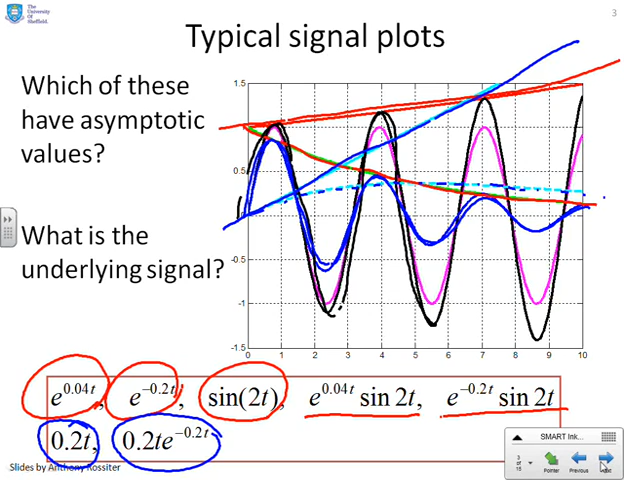 The
University
Of
Sheffield.
3
Typical signal plots
Which of these
have asymptotic
values?
What is the
underlying signal?
1.5
1
0.5
0
-0.5
-1
-1.5
0 1 2 3 4 5 6 7 8 9 10
e^{0.04t}, e^{-0.2t}, sin(2t), e^{0.04t} sin 2t, e^{-0.2t} sin 2t
0.2t, 0.2te^{-0.2t}
Slides by Anthony Rossiter
SMART Ink...
3
of
15
Pointer Previous